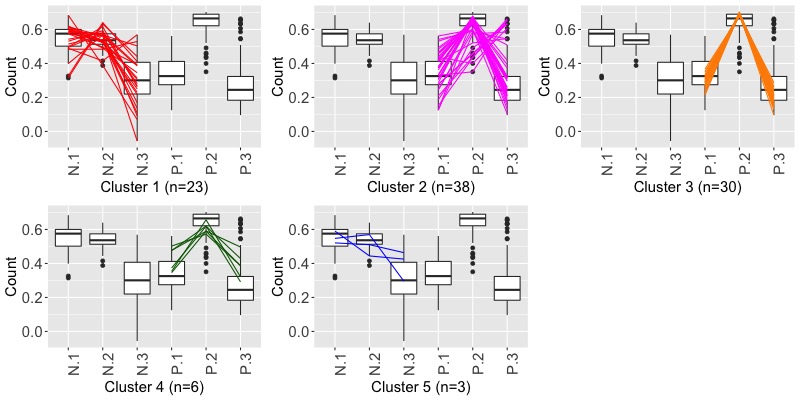 Count
0.6
0.4
0.2
0.0
N.1 N.2 N.3 P.1 P.2 P.3
Cluster 1 (n=23)
Count
0.6
0.4
0.2
0.0
N.1 N.2 N.3 P.1 P.2 P.3
Cluster 2 (n=38)
Count
0.6
0.4
0.2
0.0
N.1 N.2 N.3 P.1 P.2 P.3
Cluster 3 (n=30)
Count
0.6
0.4
0.2
0.0
N.1 N.2 N.3 P.1 P.2 P.3
Cluster 4 (n=6)
Count
0.6
0.4
0.2
0.0
N.1 N.2 N.3 P.1 P.2 P.3
Cluster 5 (n=3)